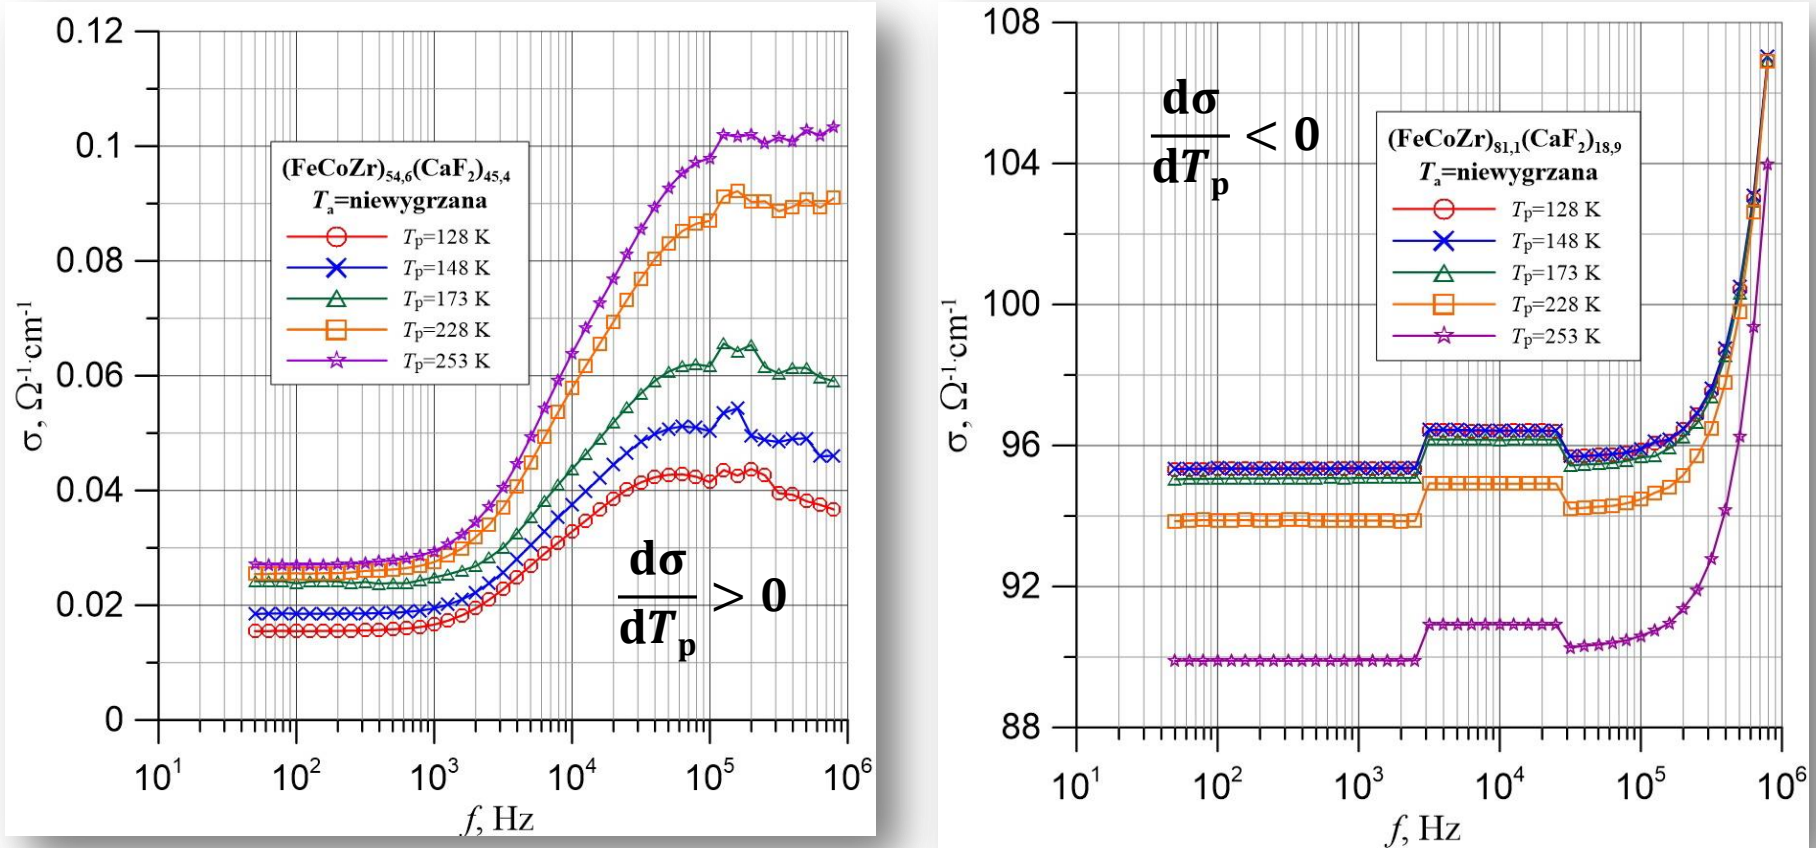 0.12
0.1
0.08
0.06
0.04
0.02
0
σ, Ω⁻¹·cm⁻¹
(FeCoZr)₅₄,₆(CaF₂)₄₅,₄
Tₐ=niewygrzana
Tₚ=128 K
Tₚ=148 K
Tₚ=173 K
Tₚ=228 K
Tₚ=253 K
dσ
dTₚ > 0
10¹ 10² 10³ 10⁴ 10⁵ 10⁶
f, Hz
108
104
100
96
92
88
σ, Ω⁻¹·cm⁻¹
dσ
dTₚ < 0
(FeCoZr)₈₁,₁(CaF₂)₁₈,₉
Tₐ=niewygrzana
Tₚ=128 K
Tₚ=148 K
Tₚ=173 K
Tₚ=228 K
Tₚ=253 K
10¹ 10² 10³ 10⁴ 10⁵ 10⁶
f, Hz